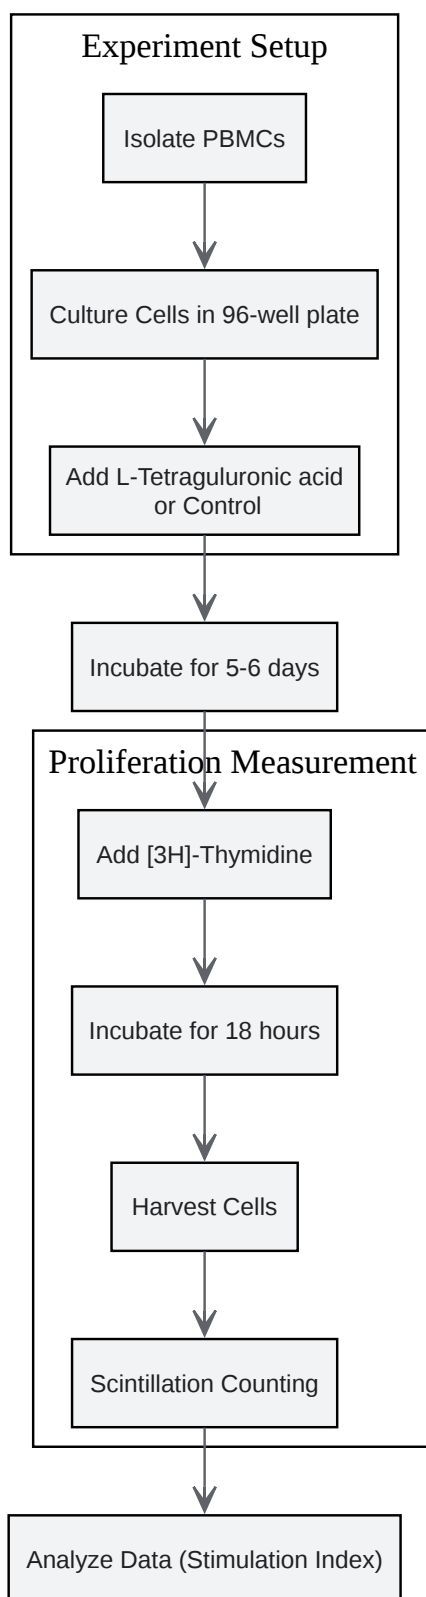 Experiment Setup
Isolate PBMCs
Culture Cells in 96-well plate
Add L-Tetraguluronic acid
or Control
Incubate for 5-6 days
Proliferation Measurement
Add [3H]-Thymidine
Incubate for 18 hours
Harvest Cells
Scintillation Counting
Analyze Data (Stimulation Index)